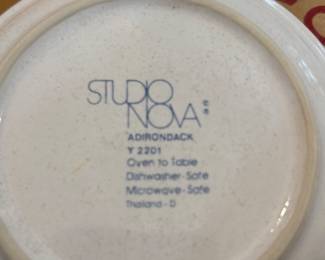 STUDIO
NOVA
ADIRONDACK
Y 2201
Oven to Table
Dishwasher-Safe
Microwave-Safe
Thailand-D